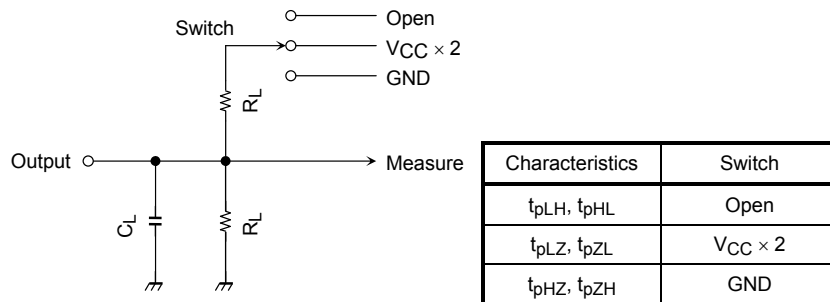 Open
Switch
VCC × 2
GND
RL
Output
Measure
CL
RL
Characteristics Switch
tpLH, tpHL Open
tpLZ, tpZL VCC × 2
tpHZ, tpZH GND